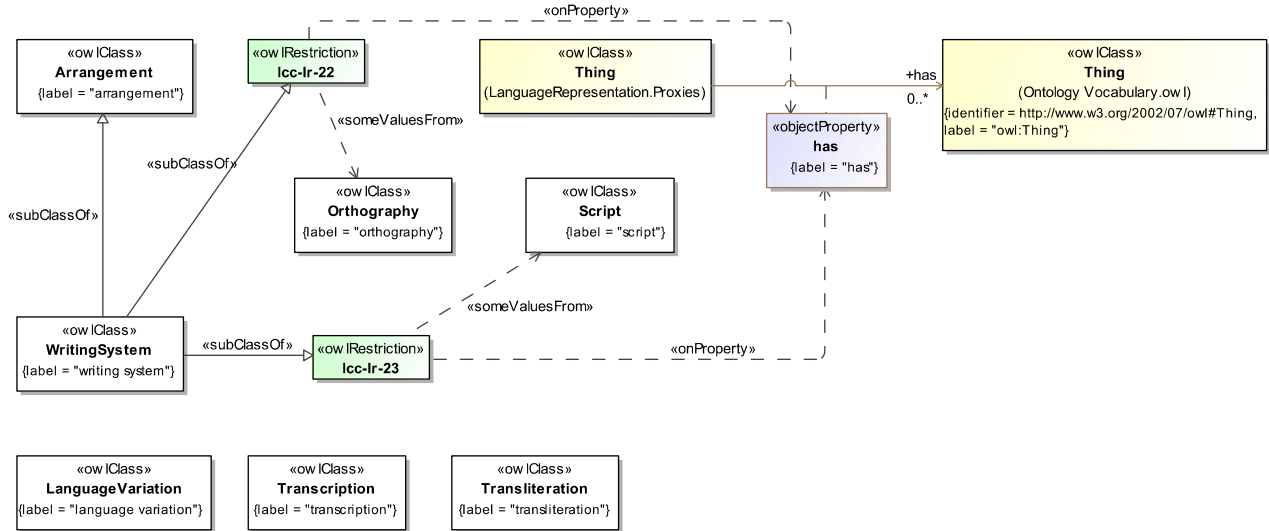 «onProperty»
«owlClass»
Arrangement
{label = "arrangement"}
«owlRestriction»
lcc-lr-22
«owlClass»
Thing
(LanguageRepresentation.Proxies)
+has
0..*
«owlClass»
Thing
(Ontology Vocabulary.owl)
{identifier = http://www.w3.org/2002/07/owl#Thing,
label = "owl:Thing"}
«someValuesFrom»
«objectProperty»
has
{label = "has"}
«subClassOf»
«subClassOf»
«owlClass»
Orthography
{label = "orthography"}
«owlClass»
Script
{label = "script"}
«someValuesFrom»
«owlClass»
WritingSystem
{label = "writing system"}
«subClassOf»
«owlRestriction»
lcc-lr-23
«onProperty»
«owlClass»
LanguageVariation
{label = "language variation"}
«owlClass»
Transcription
{label = "transcription"}
«owlClass»
Transliteration
{label = "transliteration"}